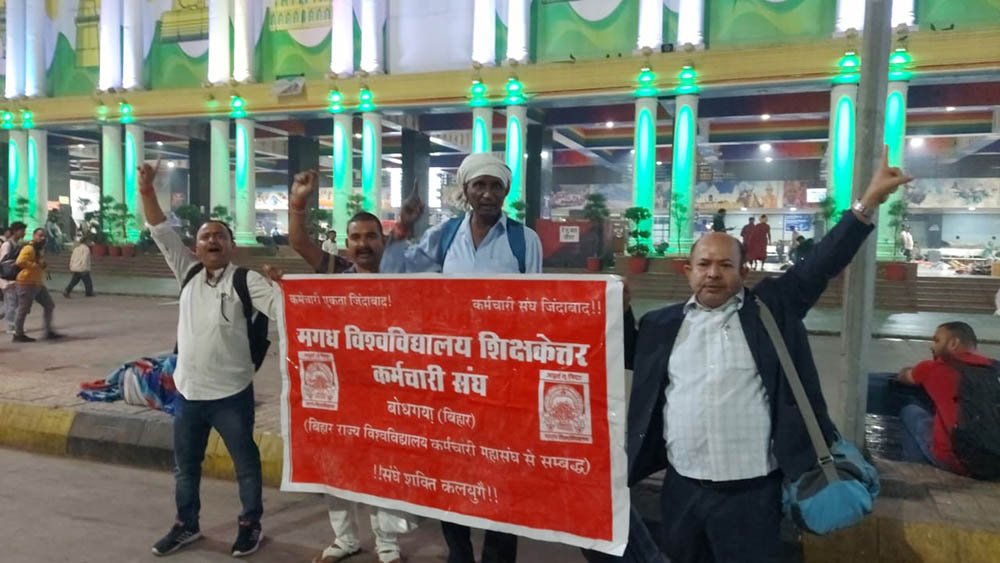 कर्मचारी एकता जिंदाबाद! कर्मचारी संघ जिंदाबाद!!
मगध विश्वविद्यालय शिक्षकेत्तर
कर्मचारी संघ
बोधगया (बिहार)
(बिहार राज्य विश्वविद्यालय कर्मचारी महासंघ से सम्बद्ध)
!!संघे शक्ति कलयुगै!!